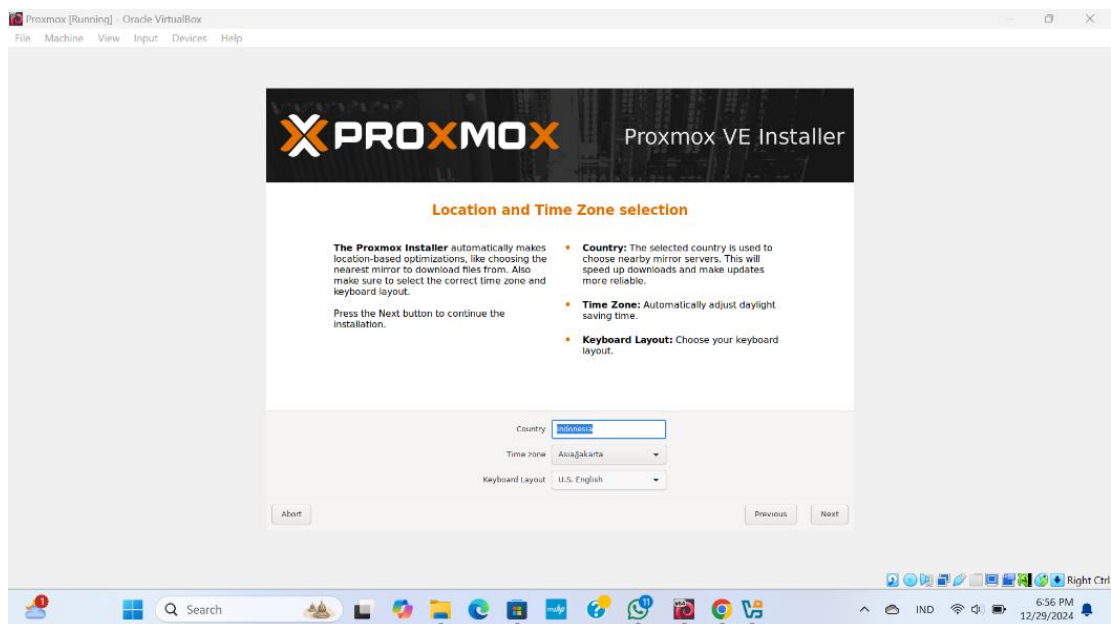 Proxmox [Running] - Oracle VirtualBox
File Machine View Input Devices Help
PROXMOX
Proxmox VE Installer
Location and Time Zone selection
The Proxmox Installer automatically makes
location-based optimizations, like choosing the
nearest mirror to download files from. Also
make sure to select the correct time zone and
keyboard layout.
Press the Next button to continue the
installation.
• Country: The selected country is used to
choose nearby mirror servers. This will
speed up downloads and make updates
more reliable.
• Time Zone: Automatically adjust daylight
saving time.
• Keyboard Layout: Choose your keyboard
layout.
Country Indonesia
Time zone Asia/Jakarta
Keyboard Layout U.S. English
Abort Previous Next
Right Ctrl
1 Search myhp 11 IND 6:56 PM
12/29/2024